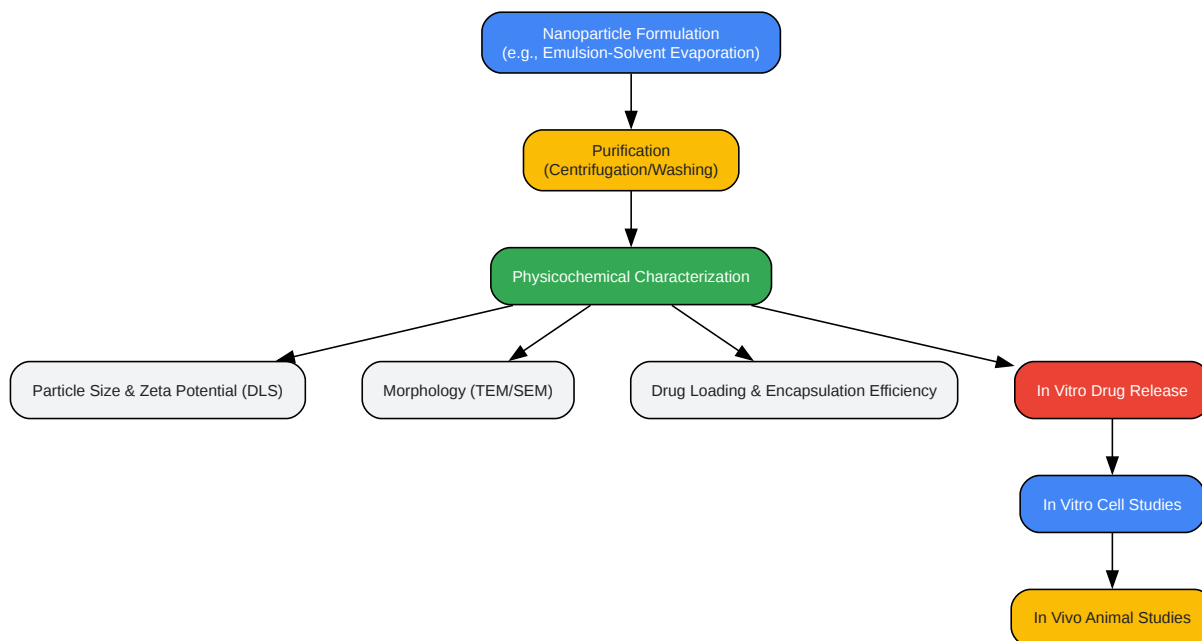 Nanoparticle Formulation
(e.g., Emulsion-Solvent Evaporation)
Purification
(Centrifugation/Washing)
Physicochemical Characterization
Particle Size & Zeta Potential (DLS)
Morphology (TEM/SEM)
Drug Loading & Encapsulation Efficiency
In Vitro Drug Release
In Vitro Cell Studies
In Vivo Animal Studies